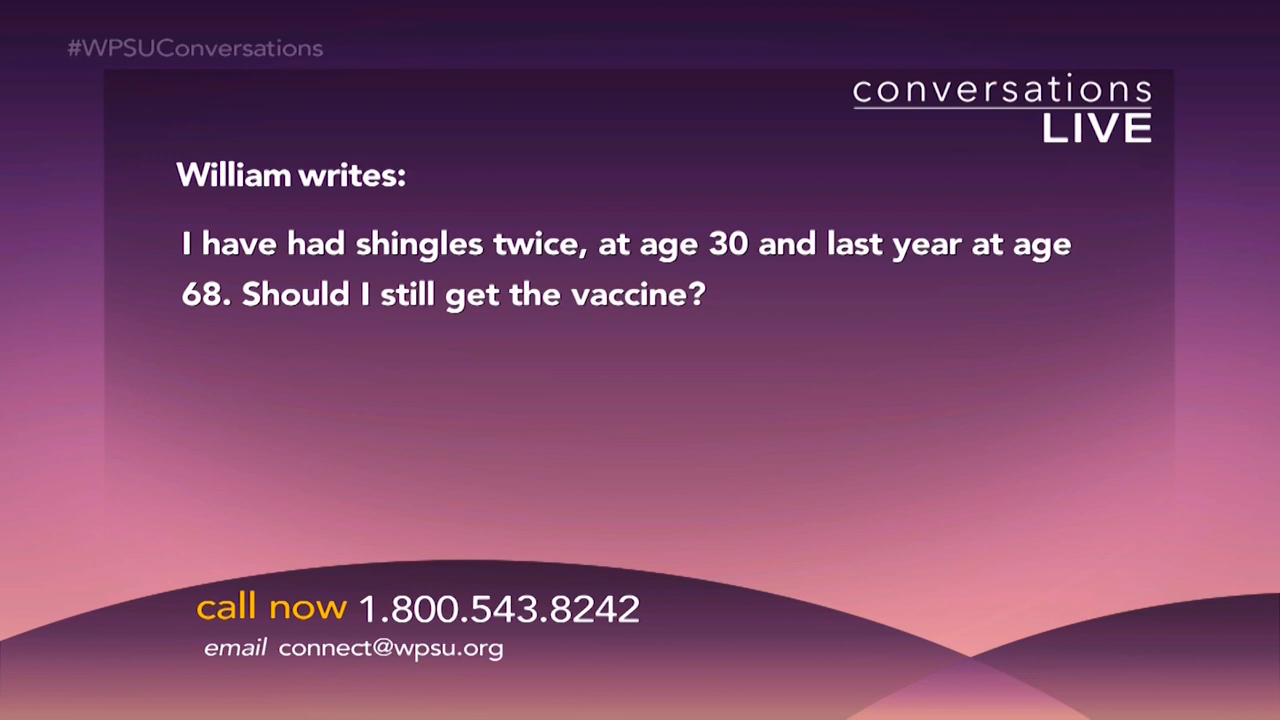 #WPSUConversations
conversations
LIVE
William writes:
I have had shingles twice, at age 30 and last year at age
68. Should I still get the vaccine?
call now 1.800.543.8242
email connect@wpsu.org